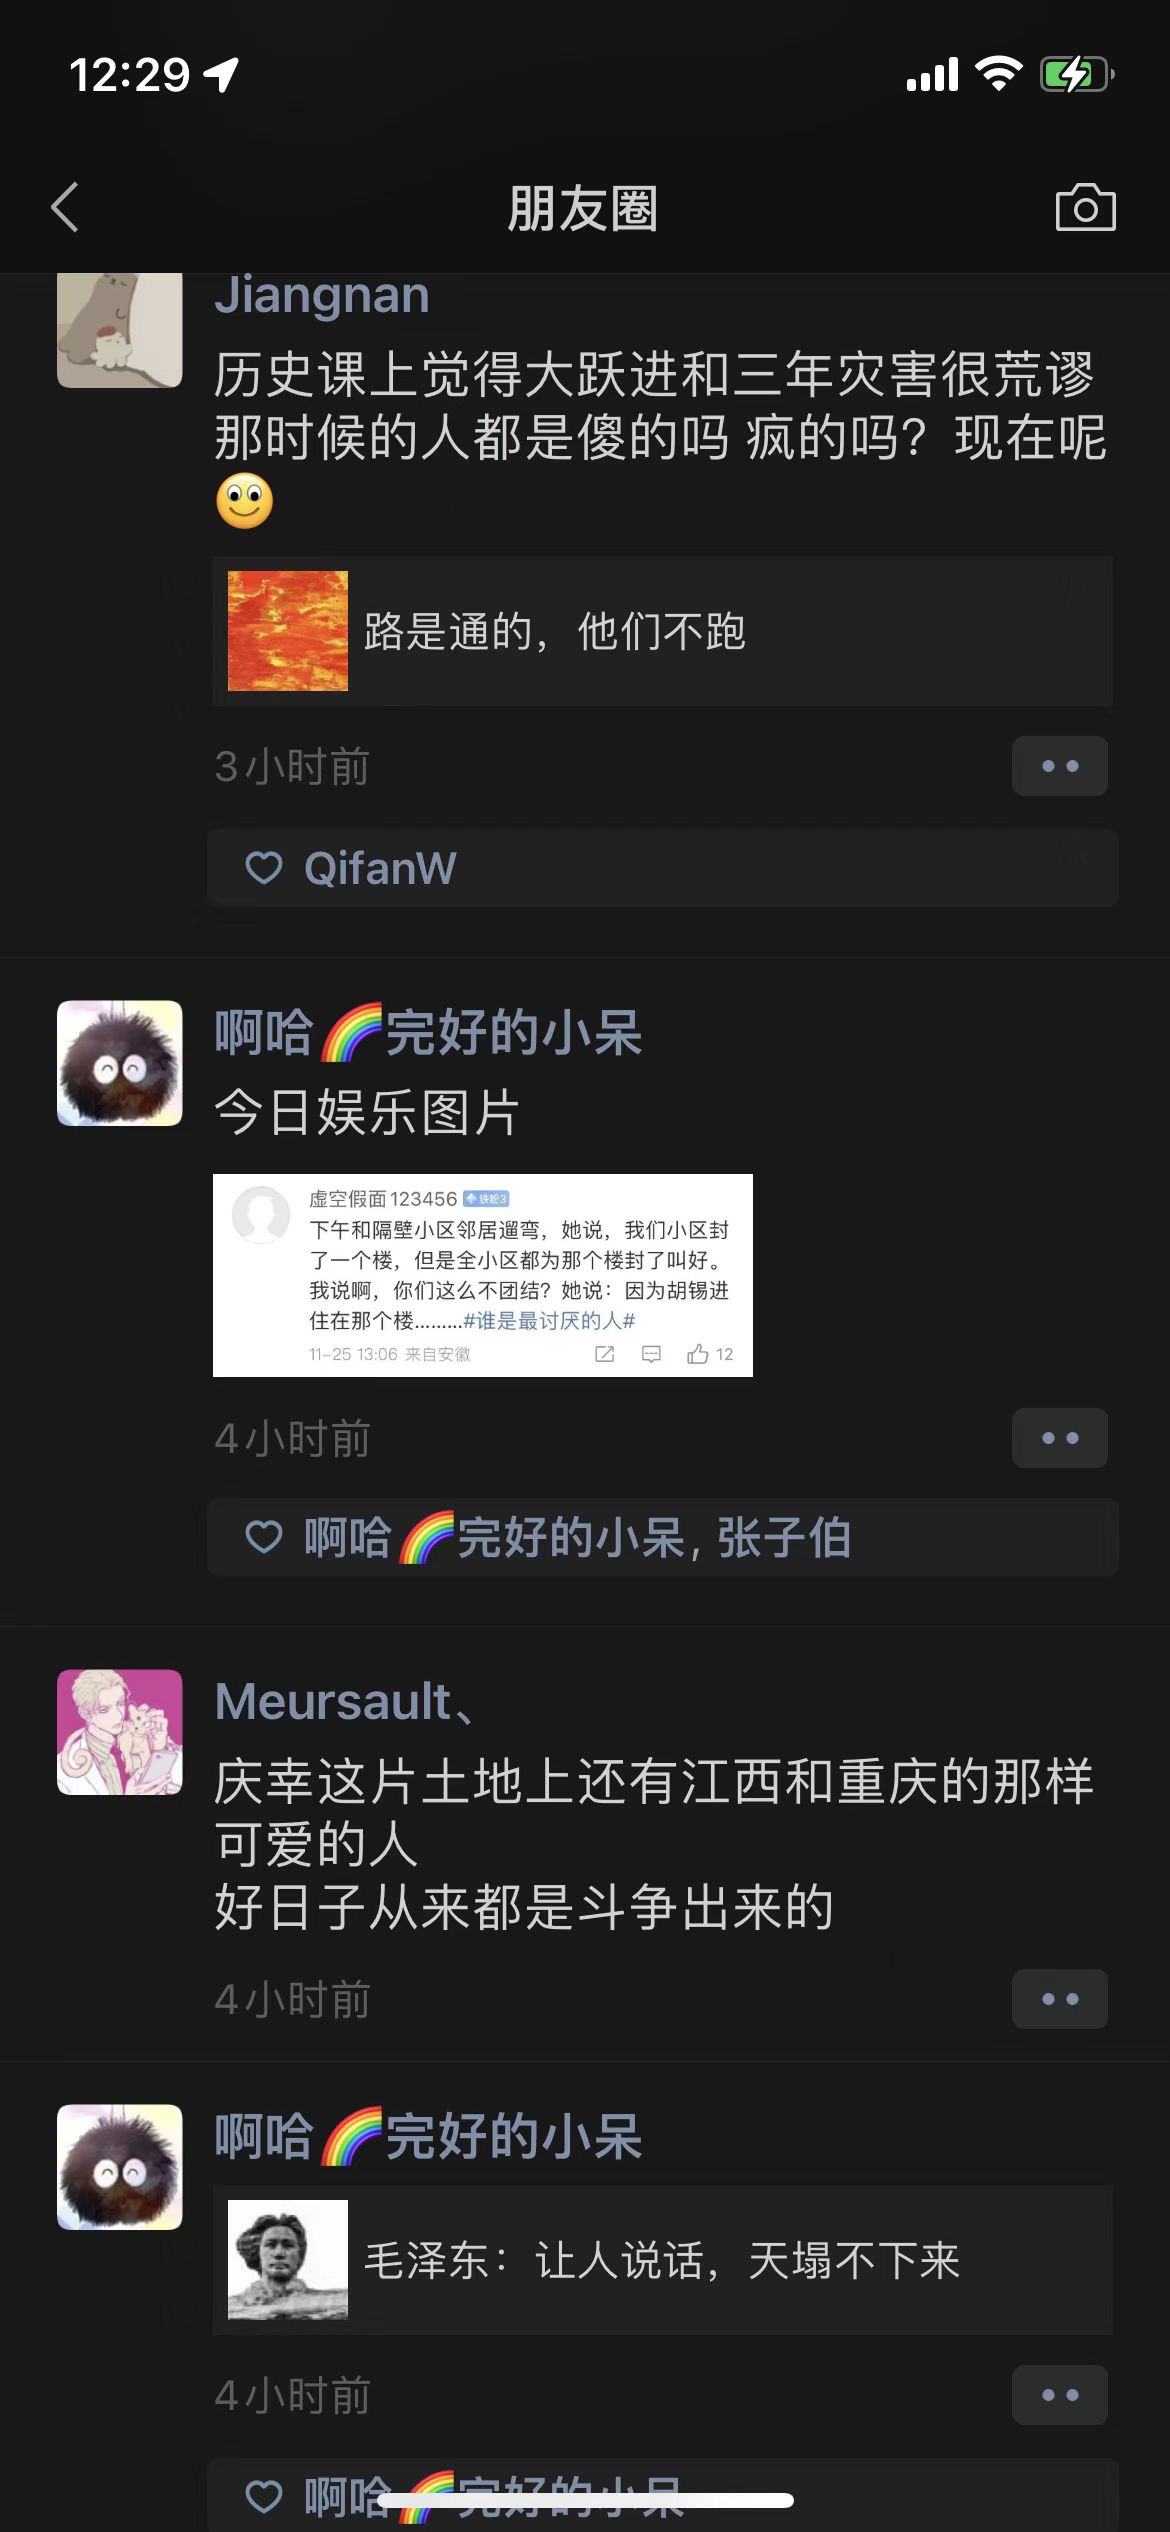 12:29
朋友圈
Jiangnan
历史课上觉得大跃进和三年灾害很荒谬
那时候的人都是傻的吗 疯的吗？现在呢
路是通的，他们不跑
3小时前
QifanW
啊哈🌈完好的小呆
今日娱乐图片
虚空假面123456 铁粉3
下午和隔壁小区邻居遛弯，她说，我们小区封
了一个楼，但是全小区都为那个楼封了叫好。
我说啊，你们这么不团结？她说：因为胡锡进
住在那个楼………#谁是最讨厌的人#
11-25 13:06 来自安徽
12
4小时前
啊哈🌈完好的小呆, 张子伯
Meursault、
庆幸这片土地上还有江西和重庆的那样
可爱的人
好日子从来都是斗争出来的
4小时前
啊哈🌈完好的小呆
毛泽东：让人说话，天塌不下来
4小时前
啊哈🌈完好的小呆